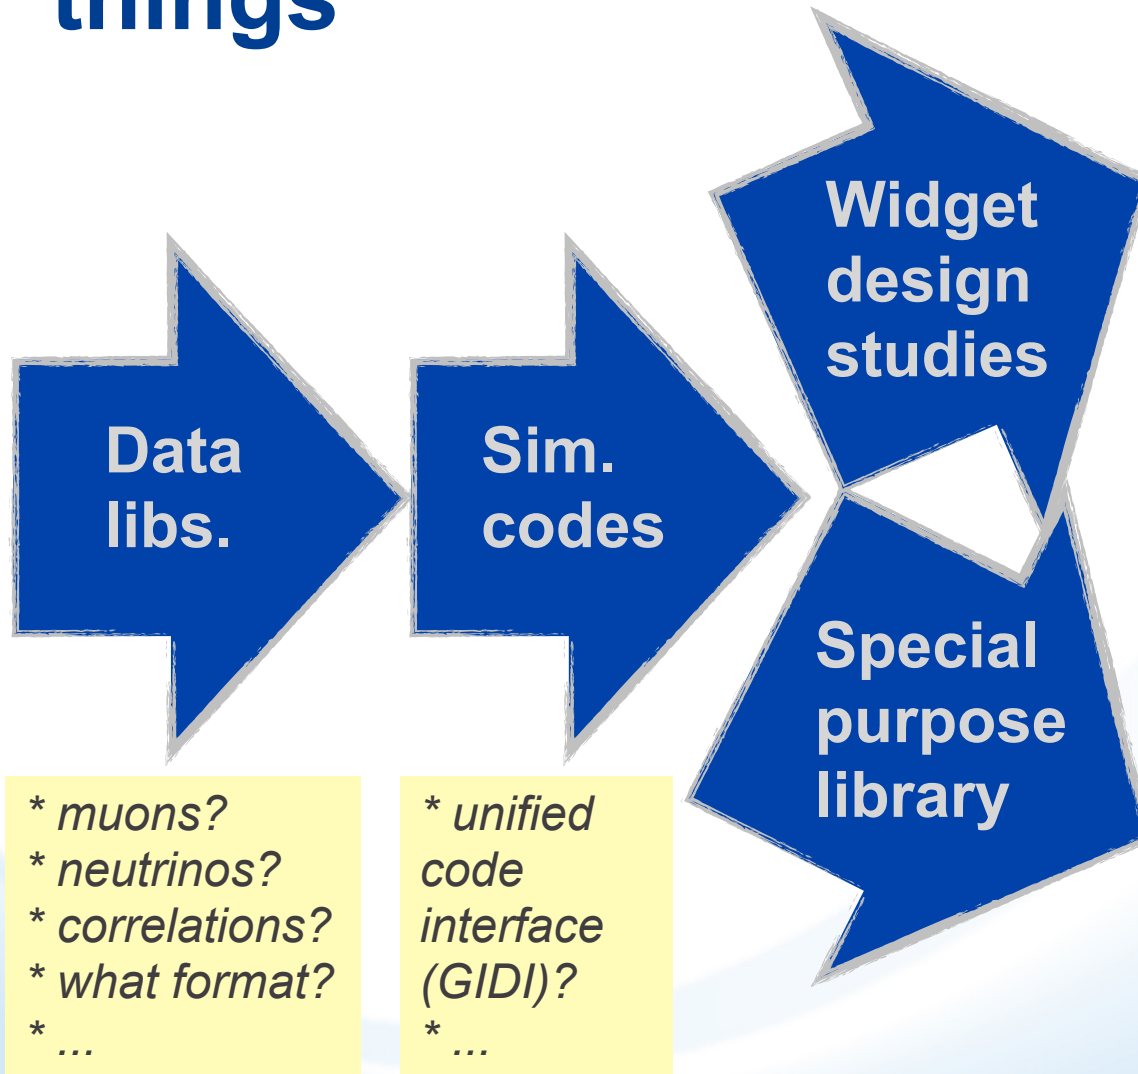 things
Data
libs.
Sim.
codes
Widget
design
studies
Special
purpose
library
* muons?
* neutrinos?
* correlations?
* what format?
* ...
* unified
code
interface
(GIDI)?
* ...